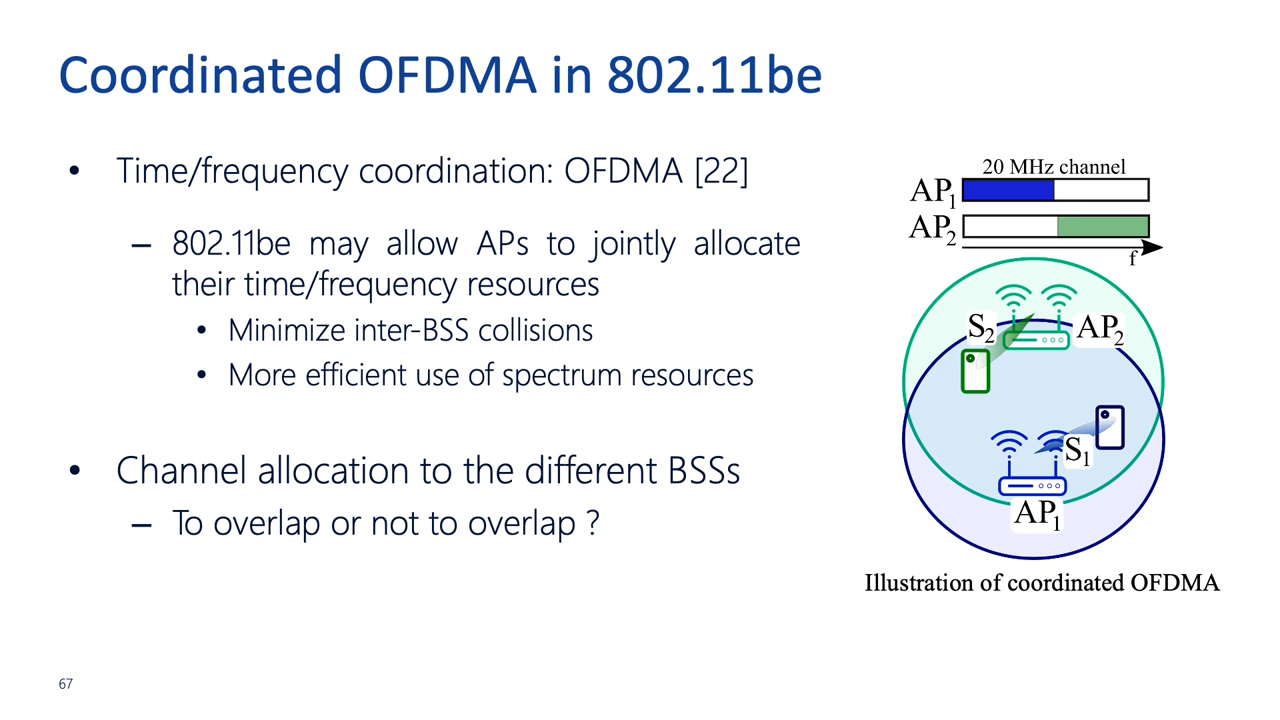 Coordinated OFDMA in 802.11be
• Time/frequency coordination: OFDMA [22]
– 802.11be may allow APs to jointly allocate
their time/frequency resources
• Minimize inter-BSS collisions
• More efficient use of spectrum resources
• Channel allocation to the different BSSs
– To overlap or not to overlap ?
20 MHz channel
AP1
AP2
f
S2
AP2
S1
AP1
Illustration of coordinated OFDMA
67